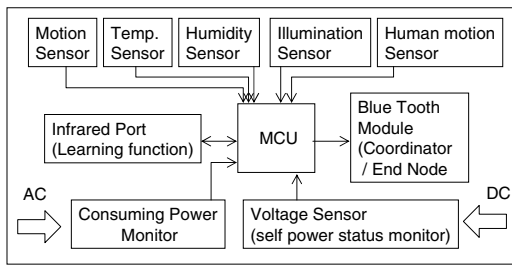 Motion
Sensor
Temp.
Sensor
Humidity
Sensor
Illumination
Sensor
Human motion
Sensor
Infrared Port
(Learning function)
MCU
Blue Tooth
Module
(Coordinator
/ End Node
AC
Consuming Power
Monitor
Voltage Sensor
(self power status monitor)
DC